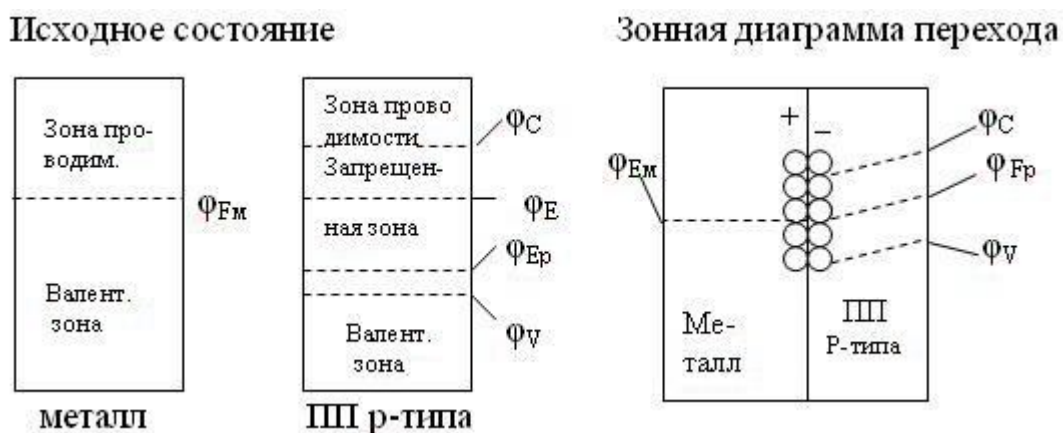 Исходное состояние
Зонная диаграмма перехода
Зона про-
водим.
φFм
Валент.
зона
металл
Зона прово
димости
φC
Запрещен-
φE
ная зона
φEp
φV
Валент.
зона
ПП р-типа
+
–
φC
φEм
φFp
φV
Ме-
талл
ПП
Р-типа